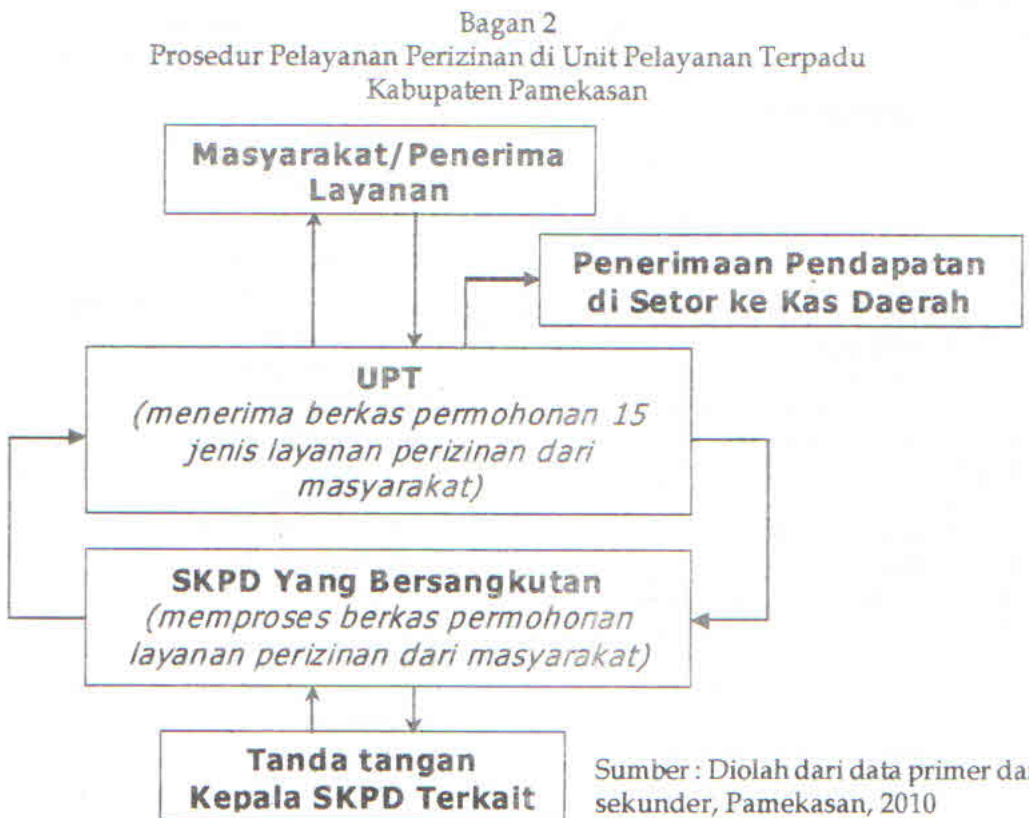 Bagan 2
Prosedur Pelayanan Perizinan di Unit Pelayanan Terpadu
Kabupaten Pamekasan
Masyarakat/Penerima
Layanan
Penerimaan Pendapatan
di Setor ke Kas Daerah
UPT
(menerima berkas permohonan 15
jenis layanan perizinan dari
masyarakat)
SKPD Yang Bersangkutan
(memproses berkas permohonan
layanan perizinan dari masyarakat)
Tanda tangan
Kepala SKPD Terkait
Sumber : Diolah dari data primer da
sekunder, Pamekasan, 2010